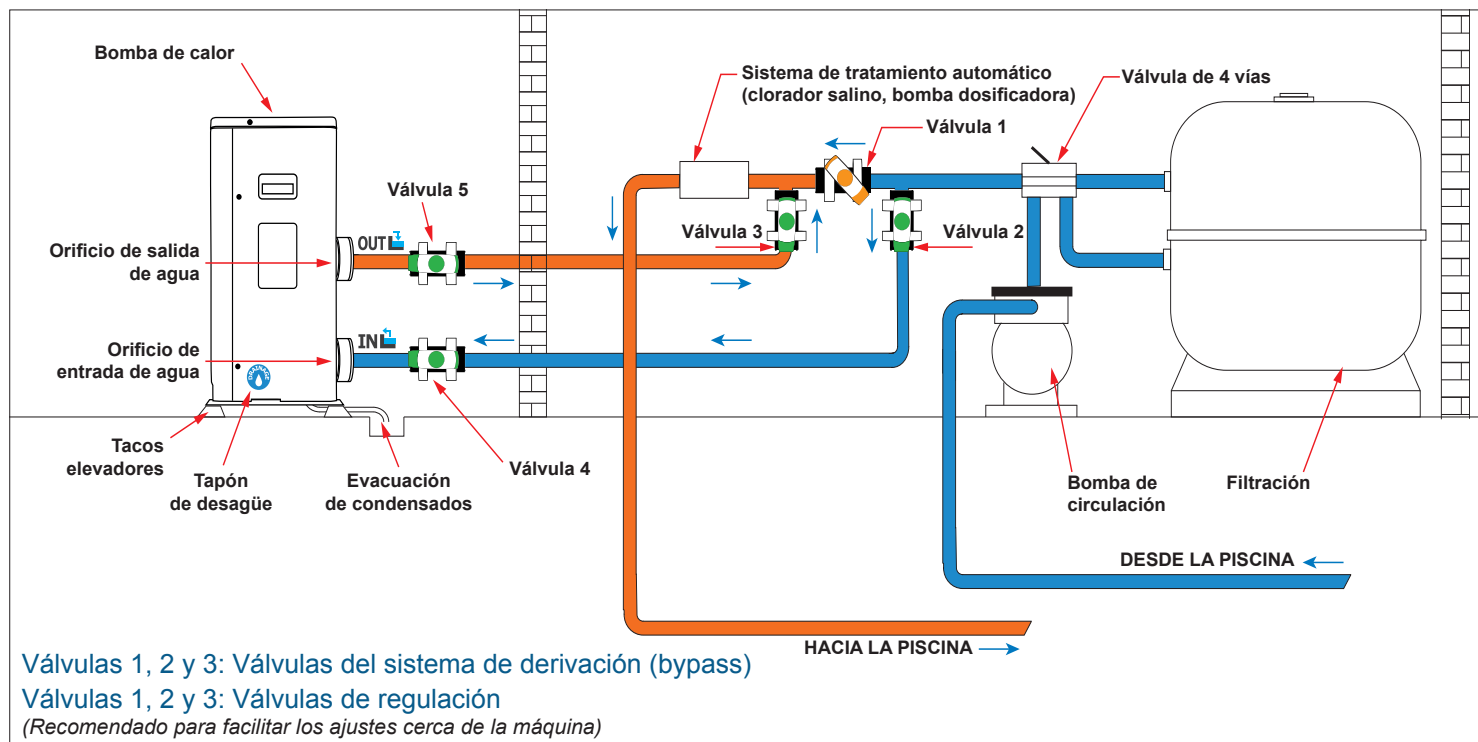 Bomba de calor
Sistema de tratamiento automático
(clorador salino, bomba dosificadora)
Válvula de 4 vías
Válvula 1
Válvula 5
OUT
Válvula 3
Válvula 2
Orificio de salida
de agua
IN
Orificio de
entrada de agua
Tacos
elevadores
Tapón
de desagüe
Evacuación
de condensados
Válvula 4
Bomba de
circulación
Filtración
DESDE LA PISCINA
HACIA LA PISCINA
Válvulas 1, 2 y 3: Válvulas del sistema de derivación (bypass)
Válvulas 1, 2 y 3: Válvulas de regulación
(Recomendado para facilitar los ajustes cerca de la máquina)